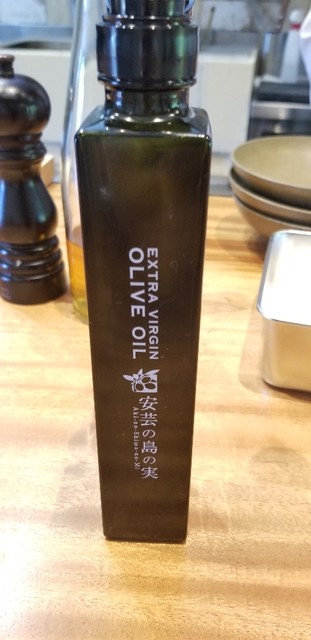 EXTRA VIRGIN
OLIVE OIL
安芸の島の実
Aki-no-Shima-no-Mi